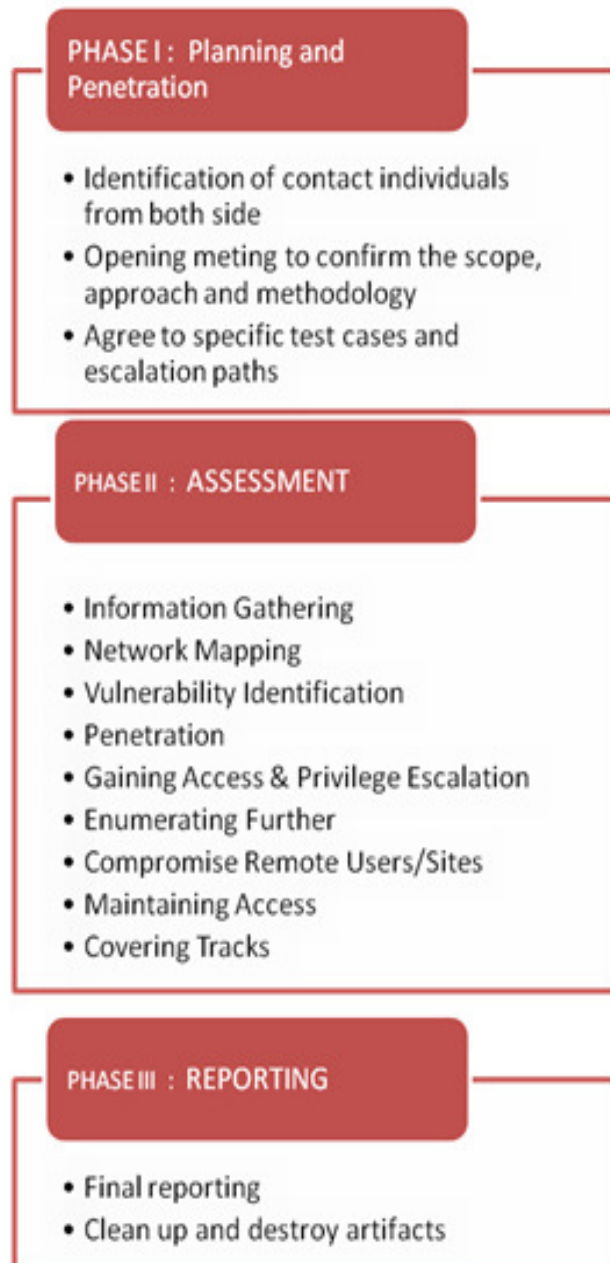 PHASE I : Planning and
Penetration
• Identification of contact individuals
from both side
• Opening meting to confirm the scope,
approach and methodology
• Agree to specific test cases and
escalation paths
PHASE II : ASSESSMENT
• Information Gathering
• Network Mapping
• Vulnerability Identification
• Penetration
• Gaining Access & Privilege Escalation
• Enumerating Further
• Compromise Remote Users/Sites
• Maintaining Access
• Covering Tracks
PHASE III : REPORTING
• Final reporting
• Clean up and destroy artifacts